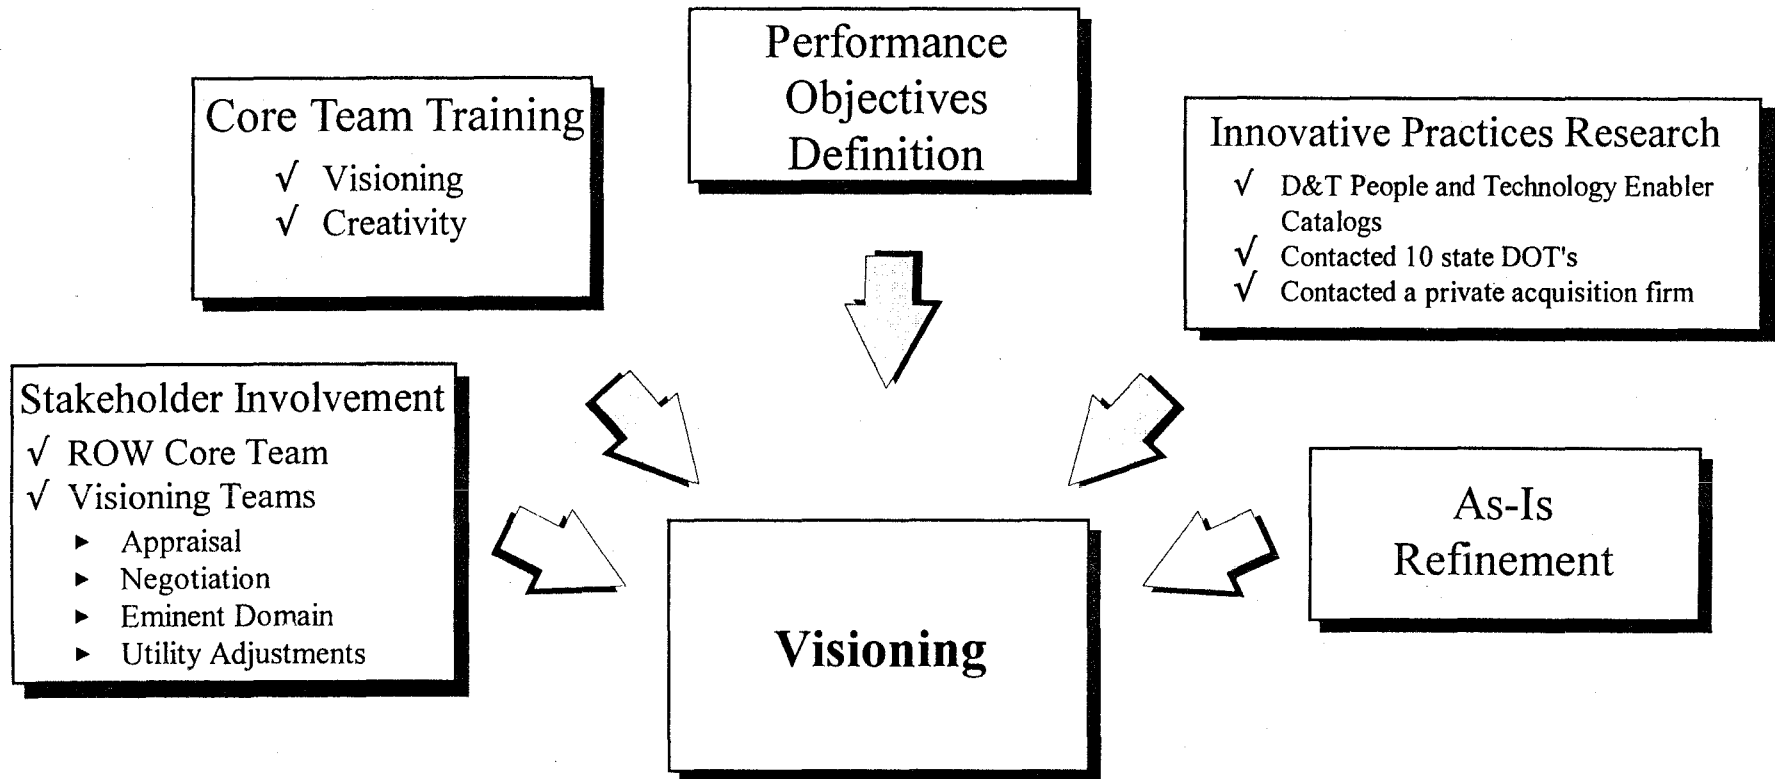 Performance
Objectives
Definition
Core Team Training
√ Visioning
√ Creativity
Innovative Practices Research
√ D&T People and Technology Enabler
Catalogs
√ Contacted 10 state DOT's
√ Contacted a private acquisition firm
Stakeholder Involvement
√ ROW Core Team
√ Visioning Teams
► Appraisal
► Negotiation
► Eminent Domain
► Utility Adjustments
As-Is
Refinement
Visioning